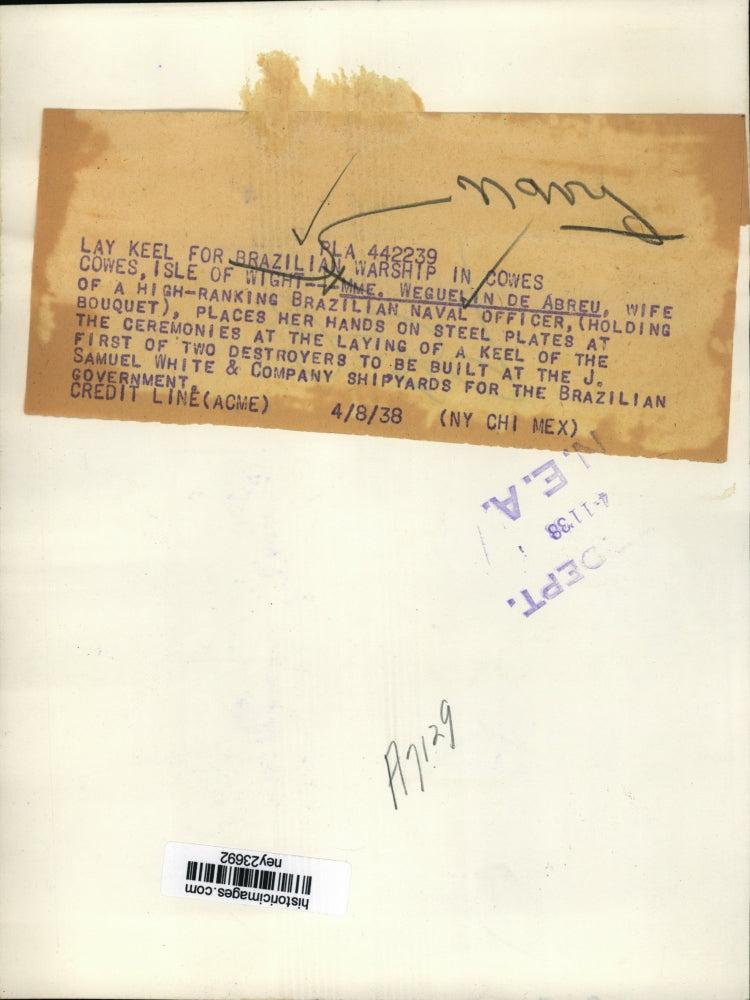 Navy
RLA 442239
LAY KEEL FOR BRAZILIAN WARSHIP IN COWES
COWES, ISLE OF WIGHT--MME. WEGUELIN DE ABREU, WIFE
OF A HIGH-RANKING BRAZILIAN NAVAL OFFICER, (HOLDING
BOUQUET), PLACES HER HANDS ON STEEL PLATES AT
THE CEREMONIES AT THE LAYING OF A KEEL OF THE
FIRST OF TWO DESTROYERS TO BE BUILT AT THE J.
SAMUEL WHITE & COMPANY SHIPYARDS FOR THE BRAZILIAN
GOVERNMENT.
CREDIT LINE(ACME) 4/8/38 (NY CHI MEX)
N.E.A.
4-11 38
DEPT.
A7129
historicimages.com
ney23692